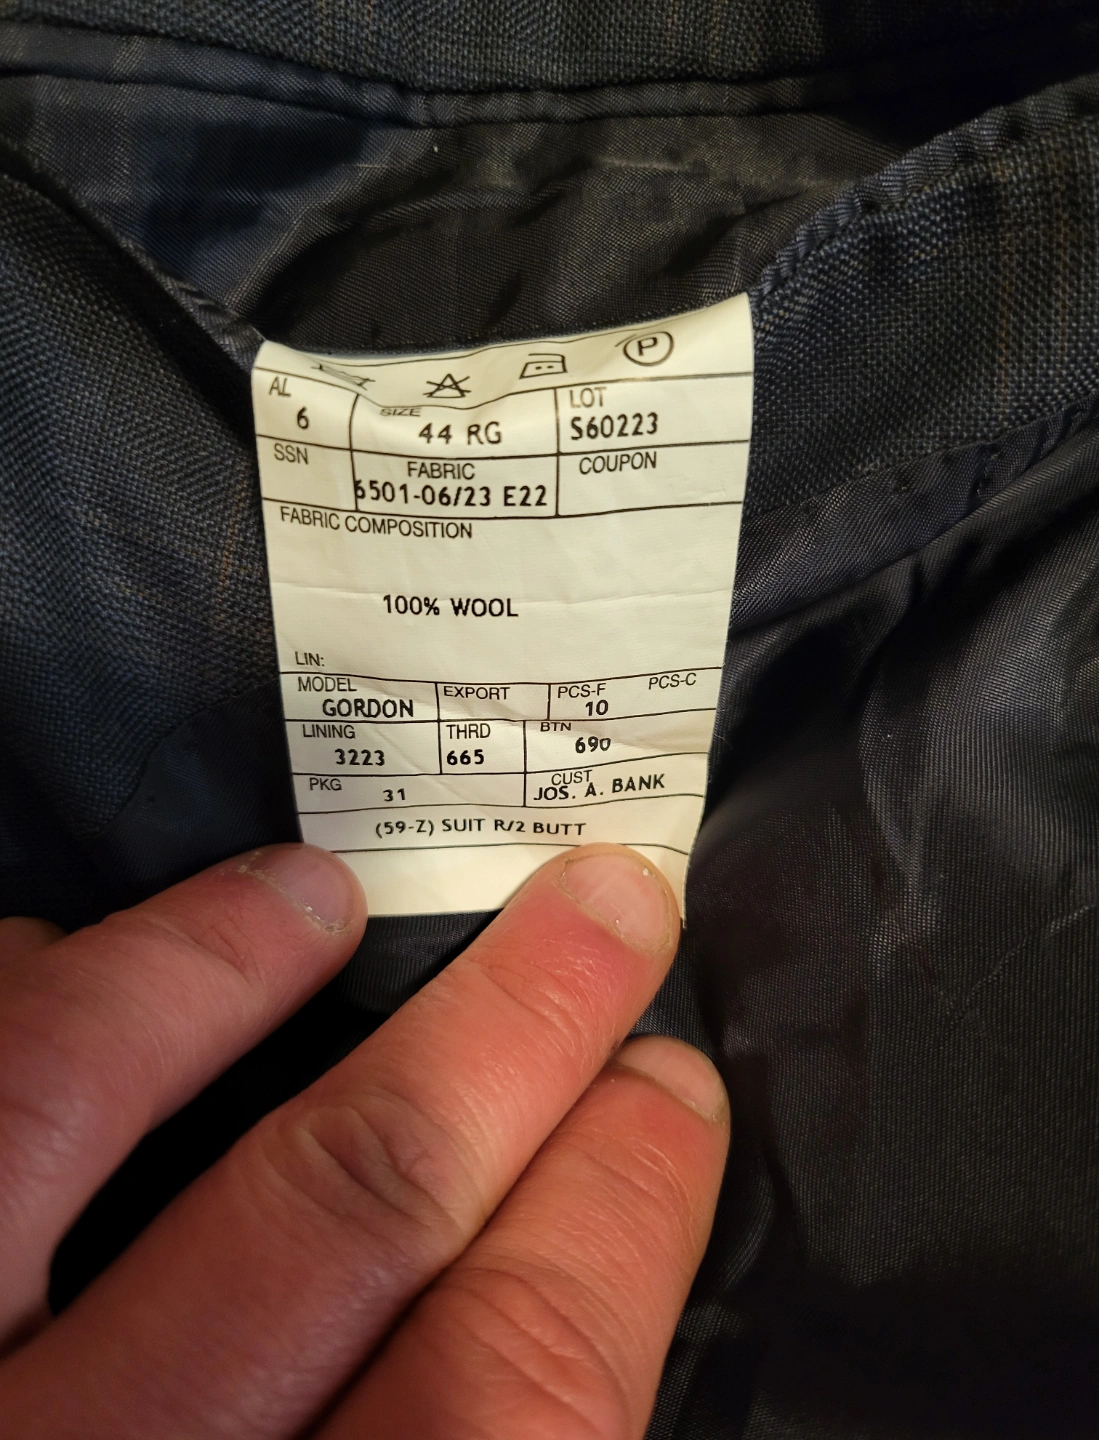 P
AL SIZE LOT
6 44 RG S60223
SSN FABRIC COUPON
6501-06/23 E22
FABRIC COMPOSITION
100% WOOL
LIN:
MODEL EXPORT PCS-F PCS-C
GORDON 10
LINING THRD BTN
3223 665 690
PKG CUST
31 JOS. A. BANK
(59-Z) SUIT R/2 BUTT